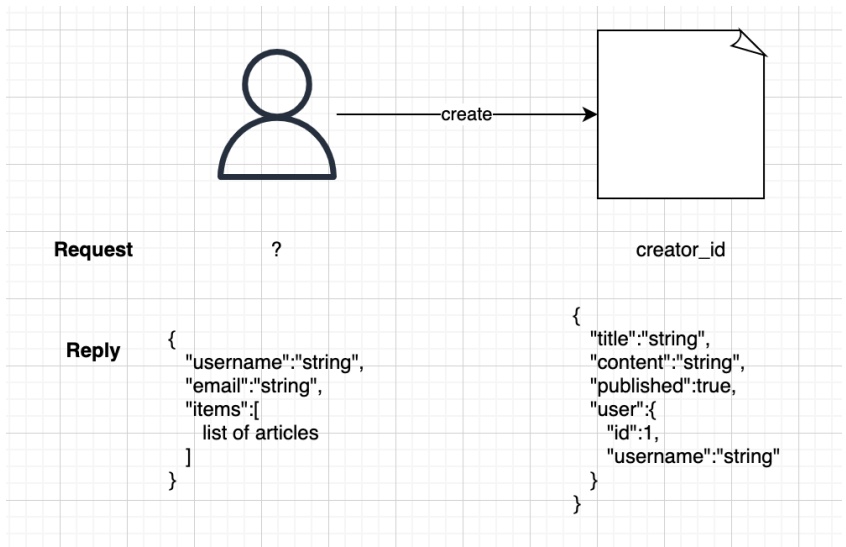 create
Request
?
creator_id
Reply
{
"username":"string",
"email":"string",
"items":[
list of articles
]
}
{
"title":"string",
"content":"string",
"published":true,
"user":{
"id":1,
"username":"string"
}
}